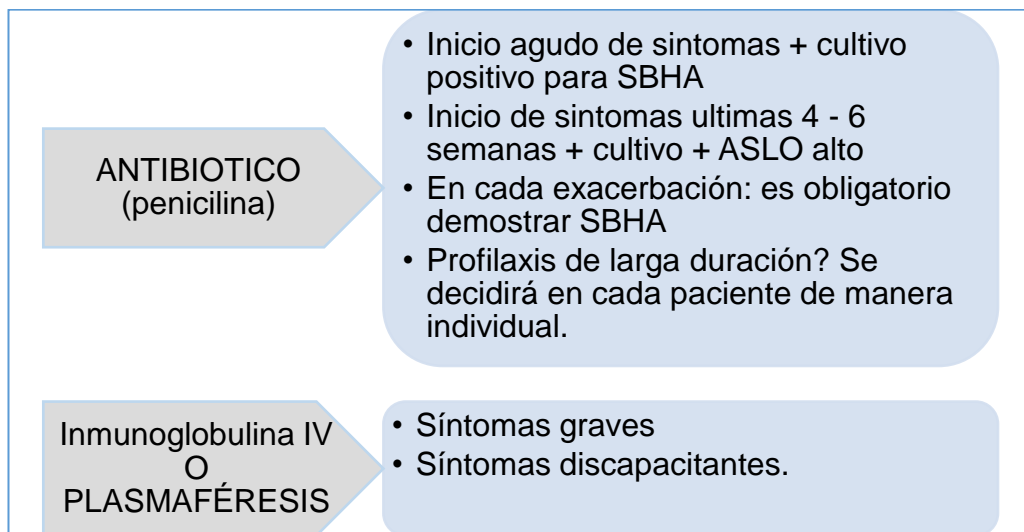 ANTIBIOTICO
(penicilina)
• Inicio agudo de sintomas + cultivo
positivo para SBHA
• Inicio de sintomas ultimas 4 - 6
semanas + cultivo + ASLO alto
• En cada exacerbación: es obligatorio
demostrar SBHA
• Profilaxis de larga duración? Se
decidirá en cada paciente de manera
individual.
Inmunoglobulina IV
O
PLASMAFÉRESIS
• Síntomas graves
• Síntomas discapacitantes.